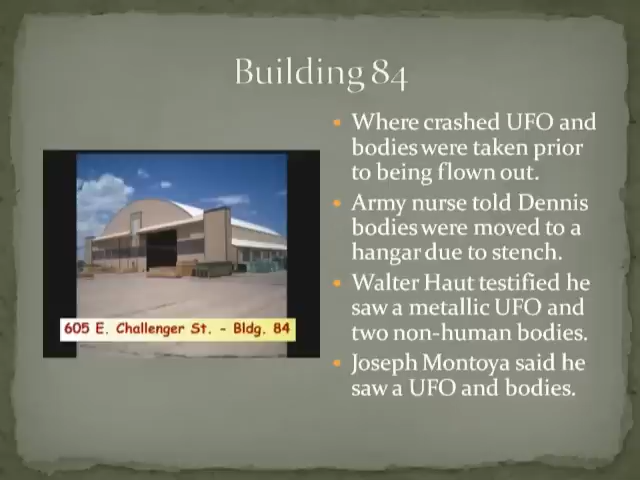 Building 84
Where crashed UFO and
bodies were taken prior
to being flown out.
Army nurse told Dennis
bodies were moved to a
hangar due to stench.
Walter Haut testified he
saw a metallic UFO and
two non-human bodies.
Joseph Montoya said he
saw a UFO and bodies.
605 E. Challenger St. - Bldg. 84